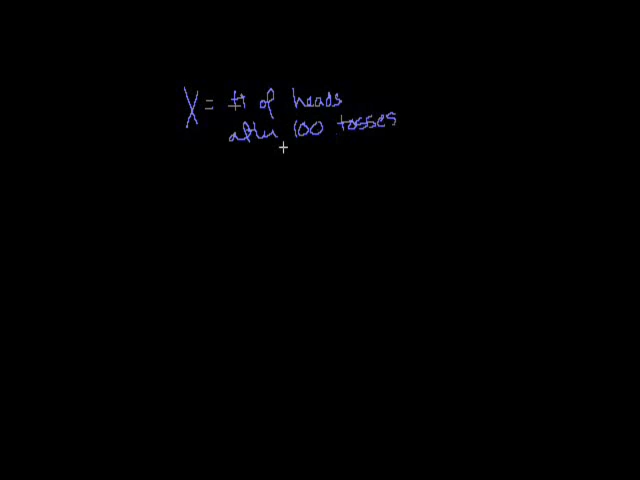 X = # of heads
after 100 tosses